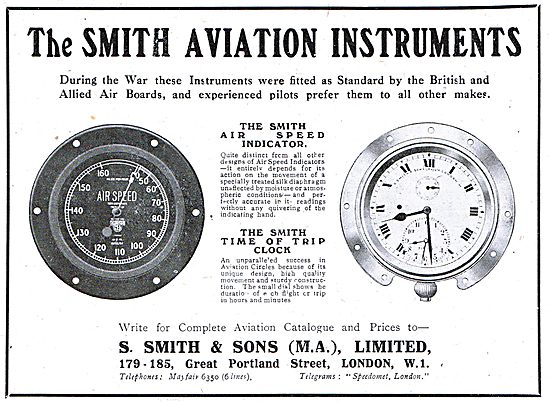 The SMITH AVIATION INSTRUMENTS
During the War these Instruments were fitted as Standard by the British and
Allied Air Boards, and experienced pilots prefer them to all other makes.
THE SMITH
AIR SPEED
INDICATOR.
Quite distinct from all other
designs of Air Speed Indicators
—it entirely depends for its
action on the movement of a
specially treated silk diaphragm
unaffected by moisture or atmos-
pheric conditions—and per-
fectly accurate in its readings
without any quivering of the
indicating hand.
THE SMITH
TIME OF TRIP
CLOCK
An unparalleled success in
Aviation Circles because of its
unique design, high quality
movement and sturdy construc-
tion. The small dial shows the
duration of each flight or trip
in hours and minutes
160
150
140
130
120
110
100
90
80
70
60
50
AIR SPEED
Write for Complete Aviation Catalogue and Prices to—
S. SMITH & SONS (M.A.), LIMITED,
179-185, Great Portland Street, LONDON, W.1.
Telephones: Mayfair 6350 (6 lines). Telegrams: "Speedomet, London."